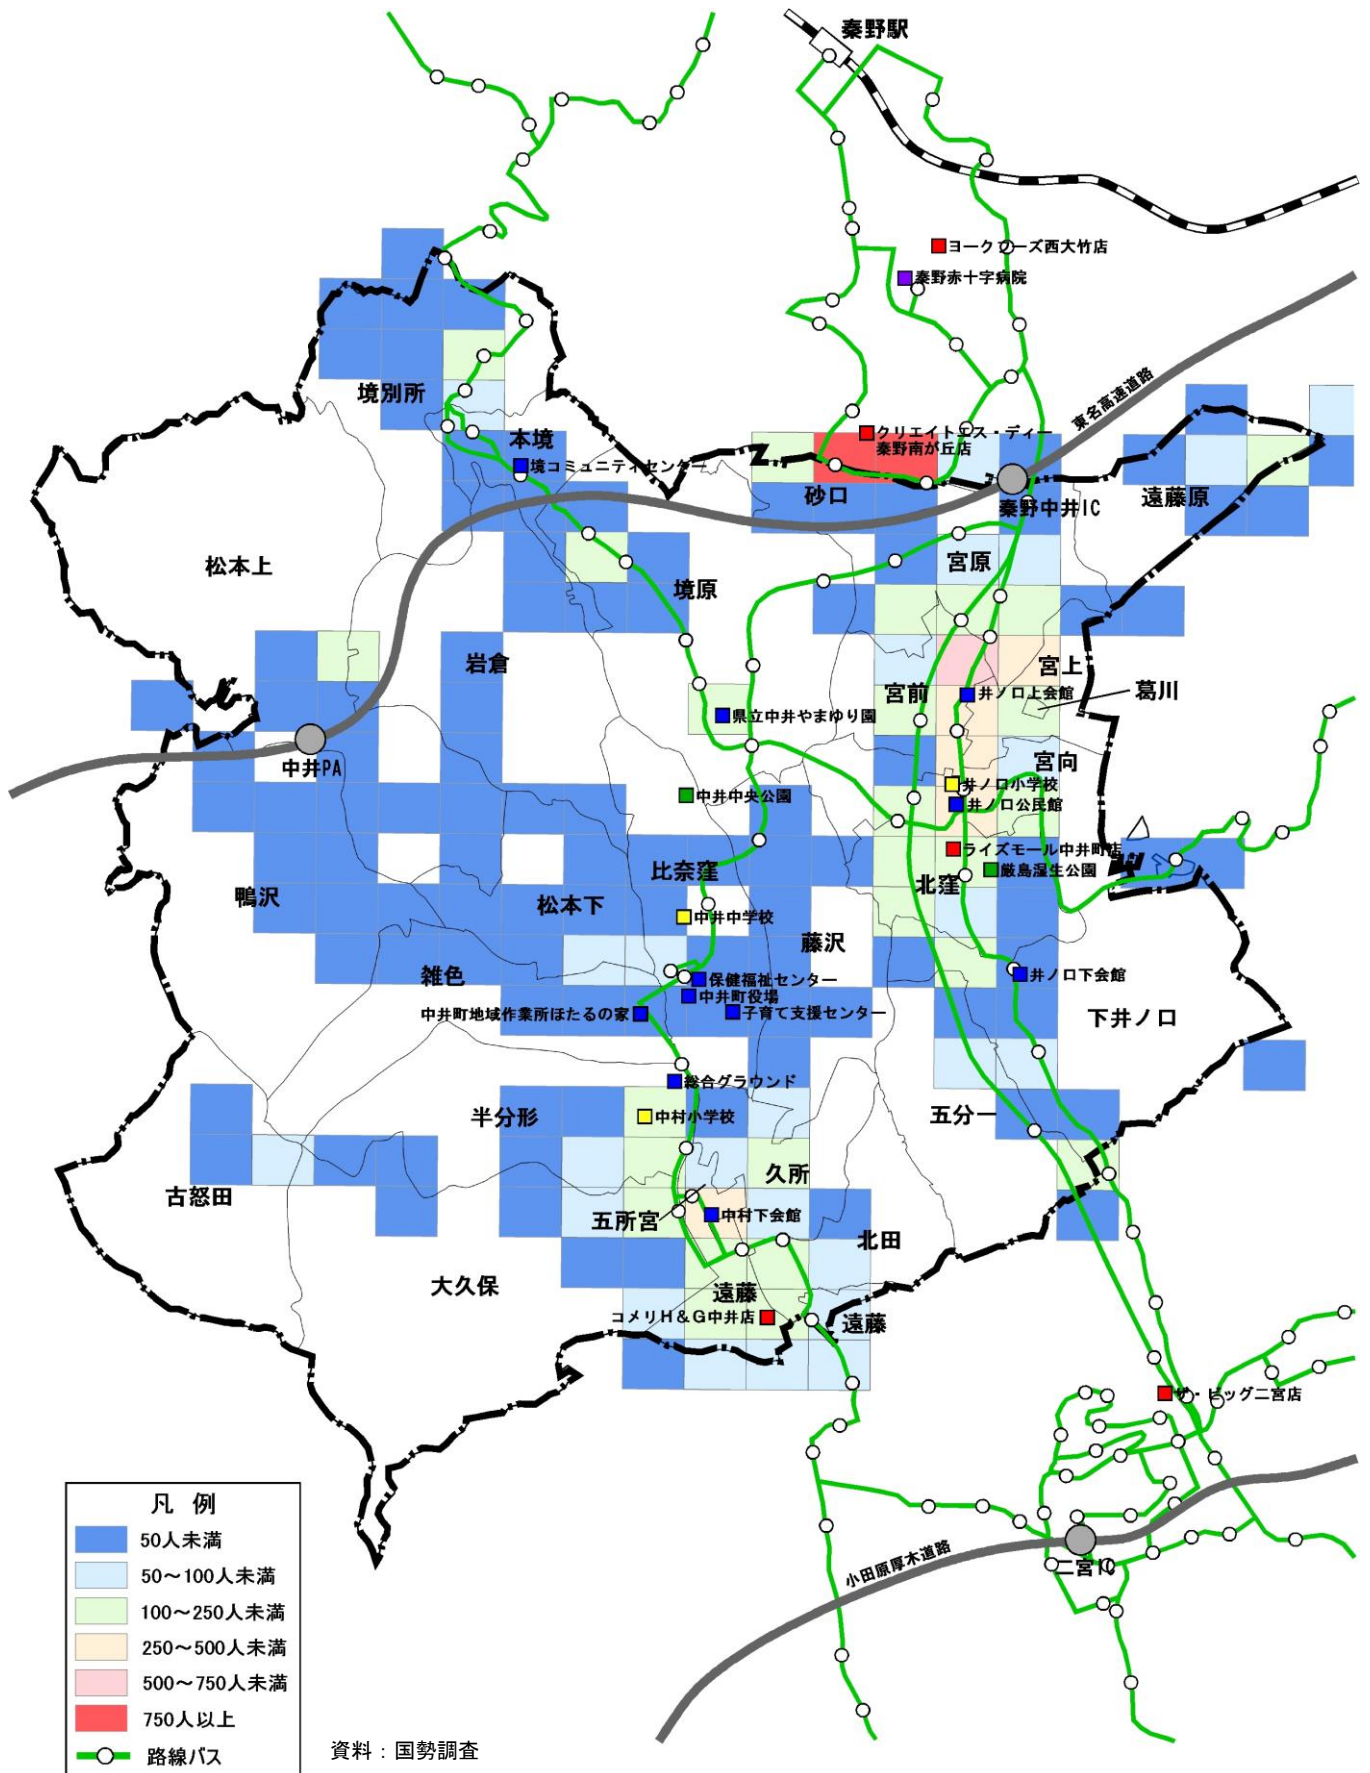 秦野駅
ヨークフーズ西大竹店
秦野赤十字病院
東名高速道路
境別所
本境
境コミュニティセンター
クリエイトエス・ディー
秦野南が丘店
砂口
秦野中井IC
遠藤原
松本上
宮原
境原
岩倉
宮上
宮前
井ノ口上会館
葛川
県立中井やまゆり園
中井PA
宮向
井ノ口小学校
中井中央公園
井ノ口公民館
ライズモール中井町店
比奈窪
厳島湿生公園
北窪
鴨沢
松本下
中井中学校
藤沢
雑色
保健福祉センター
井ノ口下会館
中井町役場
中井町地域作業所ほたるの家
子育て支援センター
下井ノ口
総合グラウンド
半分形
中村小学校
五分一
久所
古怒田
五所宮
中村下会館
北田
大久保
遠藤
コメリH＆G中井店
遠藤
ザ・ビッグ二宮店
小田原厚木道路
二宮IC
凡 例
50人未満
50～100人未満
100～250人未満
250～500人未満
500～750人未満
750人以上
路線バス
資料：国勢調査